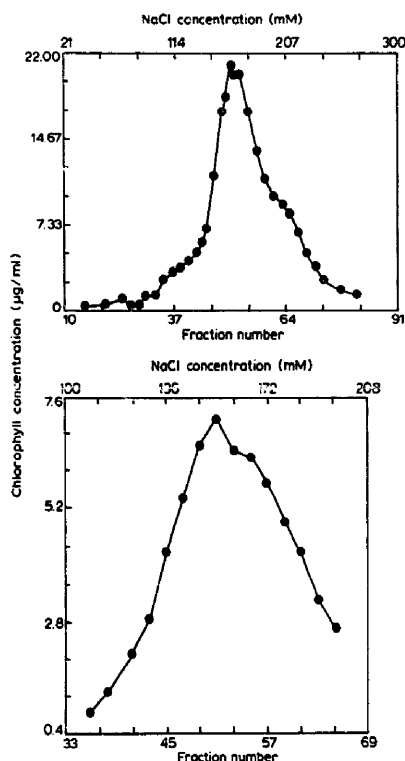 NaCl concentration (mM)
21 114 207 300
22.00
14.67
7.33
0
10 37 64 91
Fraction number
Chlorophyll concentration (µg/ml)
NaCl concentration (mM)
100 172 208
7.6
5.2
2.8
0.4
33 45 57 69
Fraction number